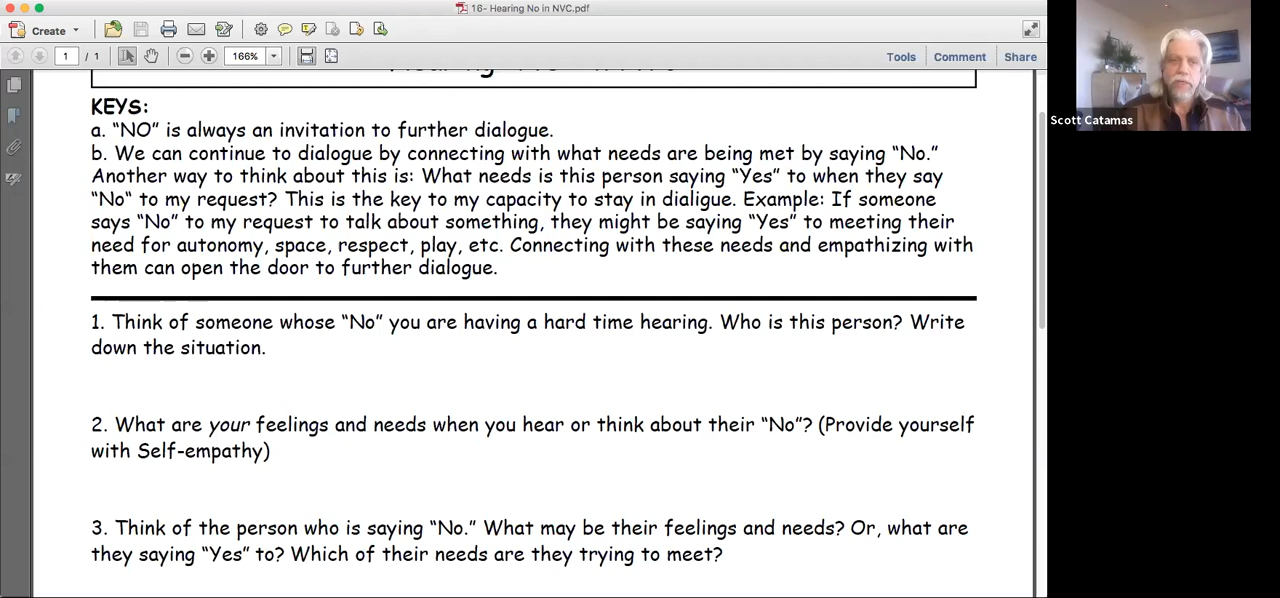 16- Hearing No in NVC.pdf
Create
1 / 1
166%
Tools
Comment
Share
KEYS:
a. “NO” is always an invitation to further dialogue.
b. We can continue to dialogue by connecting with what needs are being met by saying “No.”
Another way to think about this is: What needs is this person saying “Yes” to when they say
“No“ to my request? This is the key to my capacity to stay in dialigue. Example: If someone
says “No” to my request to talk about something, they might be saying “Yes” to meeting their
need for autonomy, space, respect, play, etc. Connecting with these needs and empathizing with
them can open the door to further dialogue.
1. Think of someone whose “No” you are having a hard time hearing. Who is this person? Write
down the situation.
2. What are your feelings and needs when you hear or think about their “No”? (Provide yourself
with Self-empathy)
3. Think of the person who is saying “No.” What may be their feelings and needs? Or, what are
they saying “Yes” to? Which of their needs are they trying to meet?
Scott Catamas